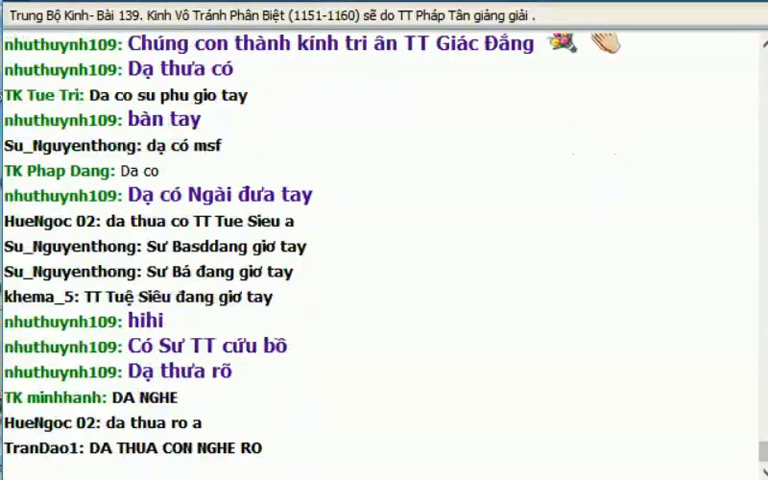 Trung Bộ Kinh- Bài 139. Kinh Vô Tránh Phân Biệt (1151-1160) sẽ do TT Pháp Tân giảng giải .
nhuthuynh109: Chúng con thành kính tri ân TT Giác Đẳng
nhuthuynh109: Dạ thưa có
TK Tue Tri: Da co su phu gio tay
nhuthuynh109: bàn tay
Su_Nguyenthong: dạ có msf
TK Phap Dang: Da co
nhuthuynh109: Dạ có Ngài đưa tay
HueNgoc 02: da thua co TT Tue Sieu a
Su_Nguyenthong: Sư Basddang giơ tay
Su_Nguyenthong: Sư Bá đang giơ tay
khema_5: TT Tuệ Siêu đang giơ tay
nhuthuynh109: hihi
nhuthuynh109: Có Sư TT cứu bồ
nhuthuynh109: Dạ thưa rõ
TK minhhanh: DA NGHE
HueNgoc 02: da thua ro a
TranDao1: DA THUA CON NGHE RO